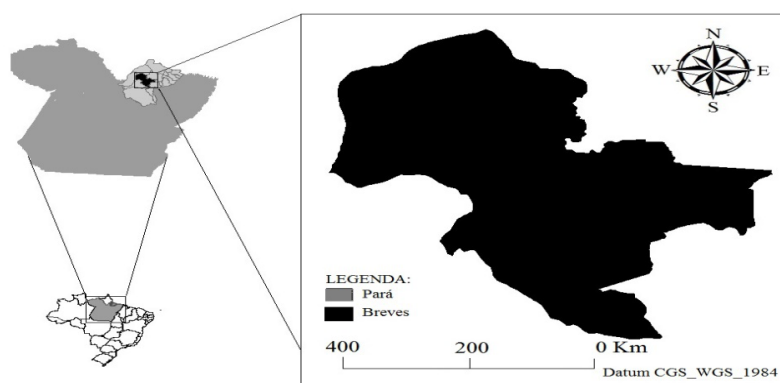 N
W E
S
LEGENDA:
Pará
Breves
400 200 0 Km
Datum CGS_WGS_1984